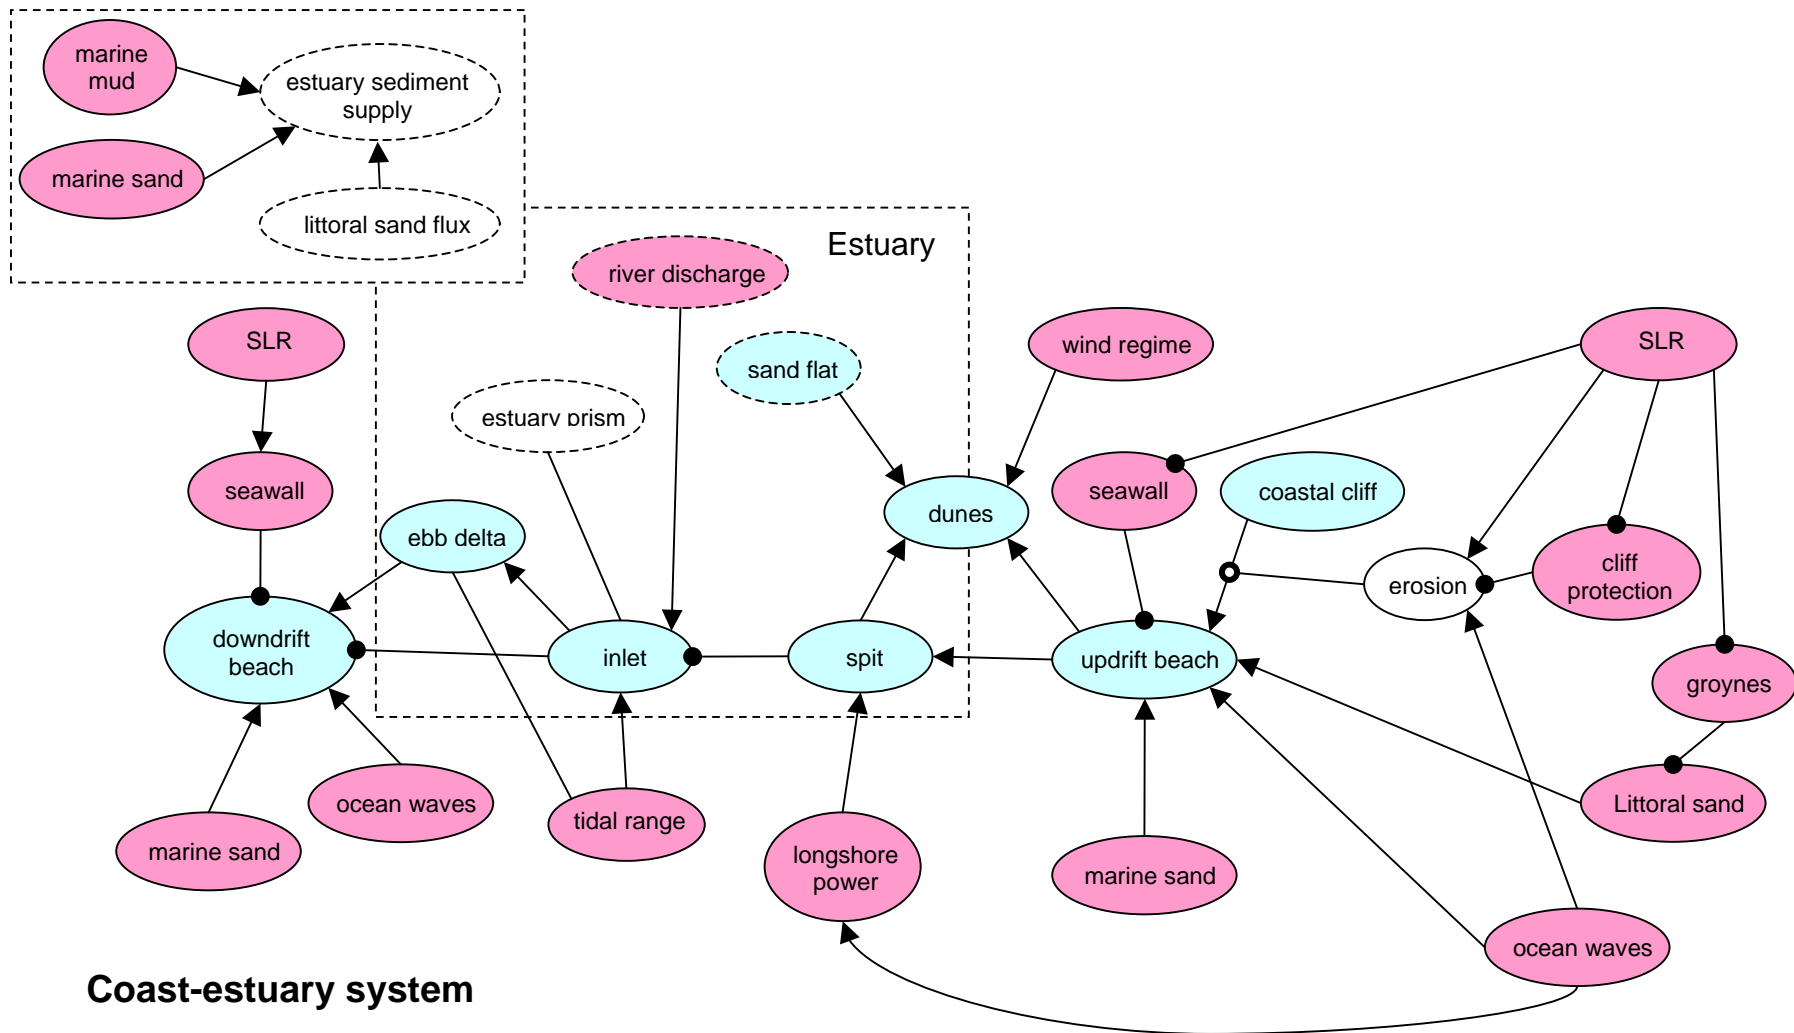 marine
mud
estuary sediment
supply
marine sand
littoral sand flux
Estuary
river discharge
SLR
sand flat
wind regime
SLR
estuary prism
seawall
ebb delta
dunes
seawall
coastal cliff
erosion
cliff
protection
downdrift
beach
inlet
spit
updrift beach
groynes
marine sand
ocean waves
tidal range
longshore
power
marine sand
Littoral sand
ocean waves
Coast-estuary system